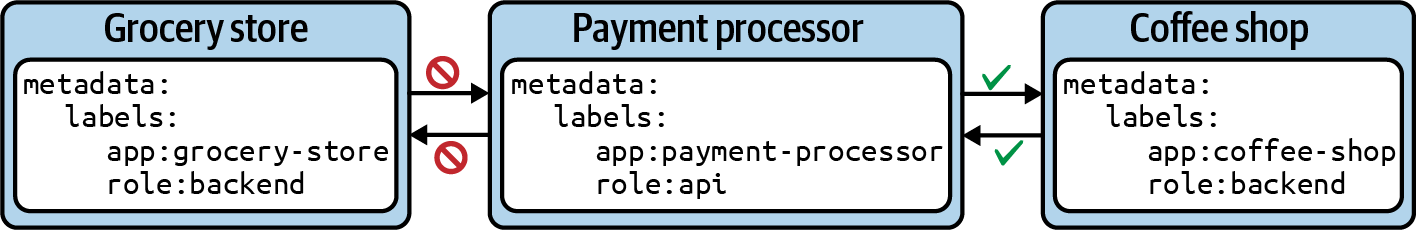 Grocery store
metadata:
labels:
app:grocery-store
role:backend
Payment processor
metadata:
labels:
app:payment-processor
role:api
Coffee shop
metadata:
labels:
app:coffee-shop
role:backend